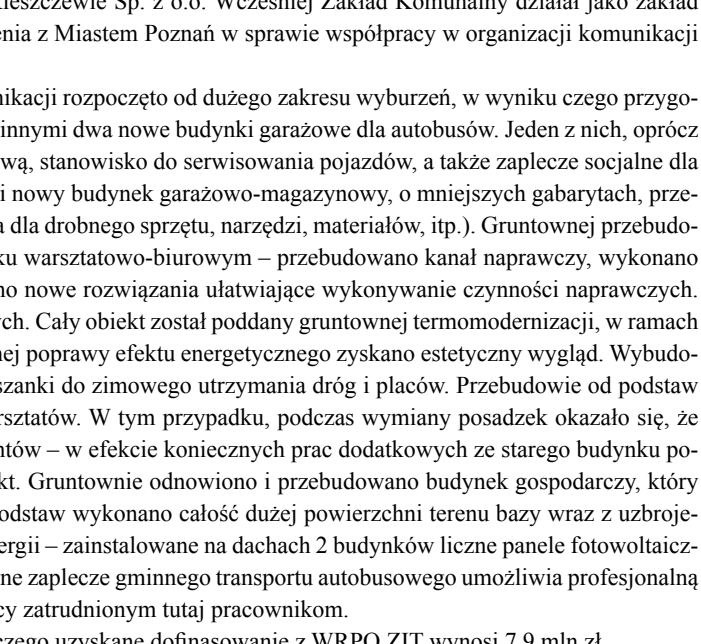 leszczewie Sp. z o.o. Wcześniej Zakład Komunalny działał jako zakład
enia z Miastem Poznań w sprawie współpracy w organizacji komunikacji
nikacji rozpoczęto od dużego zakresu wyburzeń, w wyniku czego przygo-
innymi dwa nowe budynki garażowe dla autobusów. Jeden z nich, oprócz
wą, stanowisko do serwisowania pojazdów, a także zaplecze socjalne dla
i nowy budynek garażowo-magazynowy, o mniejszych gabarytach, prze-
a dla drobnego sprzętu, narzędzi, materiałów, itp.). Gruntownej przebudo-
ku warsztatowo-biurowym – przebudowano kanał naprawczy, wykonano
no nowe rozwiązania ułatwiające wykonywanie czynności naprawczych.
ych. Cały obiekt został poddany gruntownej termomodernizacji, w ramach
nej poprawy efektu energetycznego zyskano estetyczny wygląd. Wybudo-
szanki do zimowego utrzymania dróg i placów. Przebudowie od podstaw
rsztatów. W tym przypadku, podczas wymiany posadzek okazało się, że
ntów – w efekcie koniecznych prac dodatkowych ze starego budynku po-
kt. Gruntownie odnowiono i przebudowano budynek gospodarczy, który
odstaw wykonano całość dużej powierzchni terenu bazy wraz z uzbroje-
ergii – zainstalowane na dachach 2 budynków liczne panele fotowoltaicz-
ne zaplecze gminnego transportu autobusowego umożliwia profesjonalną
cy zatrudnionym tutaj pracownikom.
czego uzyskane dofinasowanie z WRPO ZIT wynosi 7,9 mln zł